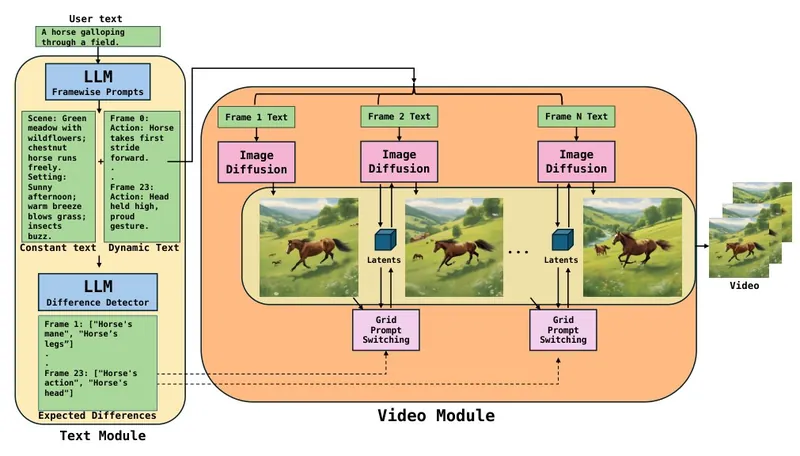 User text
A horse galloping
through a field.
LLM
Framewise Prompts
Scene: Green
meadow with
wildflowers;
chestnut
horse runs
freely.
Setting:
Sunny
afternoon;
warm breeze
blows grass;
insects
buzz.
+
Frame 0:
Action: Horse
takes first
stride
forward.
.
.
Frame 23:
Action: Head
held high,
proud
gesture.
Constant text
Dynamic Text
LLM
Difference Detector
Frame 1: ["Horse's
mane", "Horse's
legs"]
.
.
Frame 23: ["Horse's
action", "Horse's
head"]
Expected Differences
Text Module
Frame 1 Text
Frame 2 Text
Frame N Text
Image
Diffusion
Image
Diffusion
Image
Diffusion
Latents
...
Latents
Grid
Prompt
Switching
Grid
Prompt
Switching
Video Module
Video